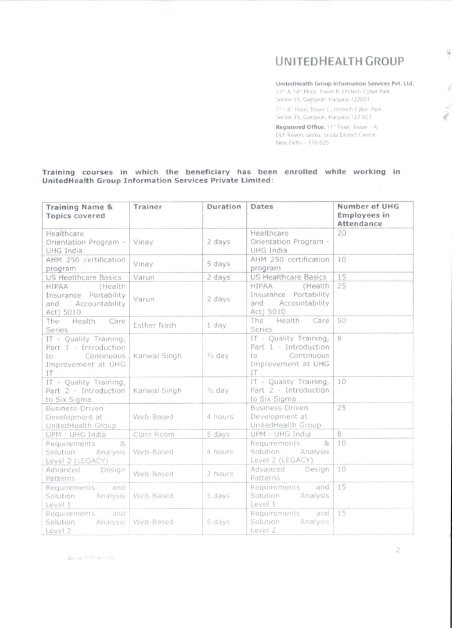 UNITEDHEALTH GROUP
UnitedHealth Group Information Services Pvt. Ltd.
12th & 14th Floor, Tower B, Unitech Cyber Park,
Sector 39, Gurgaon, Haryana 122001
1st - 4th Floor, Tower C, Unitech Cyber Park,
Sector 39, Gurgaon, Haryana 122 001
Registered Office: 11th Floor, Tower - A,
DLF Towers Jasola, Jasola District Centre,
New Delhi - 110 025
Training courses in which the beneficiary has been enrolled while working in
UnitedHealth Group Information Services Private Limited:
Training Name & Topics covered | Trainer | Duration | Dates | Number of UHG Employees in Attendance
Healthcare Orientation Program - UHG India | Vinay | 2 days | Healthcare Orientation Program - UHG India | 20
AHM 250 certification program | Vinay | 5 days | AHM 250 certification program | 10
US Healthcare Basics | Varun | 2 days | US Healthcare Basics | 15
HIPAA (Health Insurance Portability and Accountability Act) 5010 | Varun | 2 days | HIPAA (Health Insurance Portability and Accountability Act) 5010 | 25
The Health Care Series | Esther Nash | 1 day | The Health Care Series | 50
IT - Quality Training, Part 1 - Introduction to Continuous Improvement at UHG IT | Kanwal Singh | ½ day | IT - Quality Training, Part 1 - Introduction to Continuous Improvement at UHG IT | 8
IT - Quality Training, Part 2 - Introduction to Six Sigma | Kanwal Singh | ½ day | IT - Quality Training, Part 2 - Introduction to Six Sigma | 10
Business-Driven Development at UnitedHealth Group | Web-Based | 4 hours | Business-Driven Development at UnitedHealth Group | 25
UPM - UHG India | Class Room | 5 days | UPM - UHG India | 8
Requirements & Solution Analysis Level 2 (LEGACY) | Web-Based | 4 hours | Requirements & Solution Analysis Level 2 (LEGACY) | 10
Advanced Design Patterns | Web-Based | 2 hours | Advanced Design Patterns | 10
Requirements and Solution Analysis Level 1 | Web-Based | 5 days | Requirements and Solution Analysis Level 1 | 15
Requirements and Solution Analysis Level 2 | Web-Based | 5 days | Requirements and Solution Analysis Level 2 | 15
2